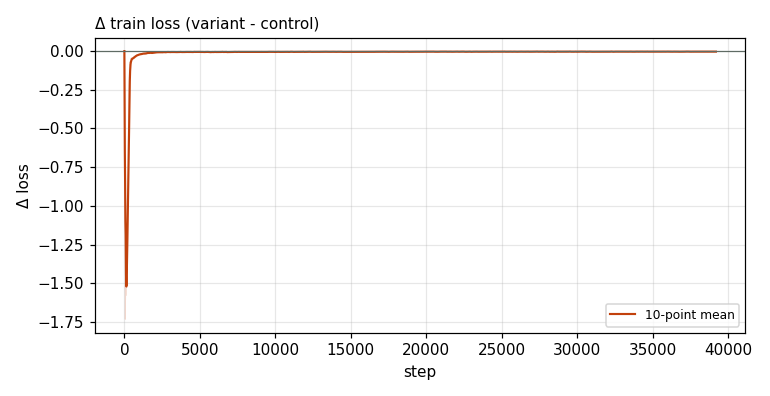 Δ train loss (variant - control)
0.00
−0.25
−0.50
−0.75
−1.00
−1.25
−1.50
−1.75
Δ loss
10-point mean
0 5000 10000 15000 20000 25000 30000 35000 40000
step